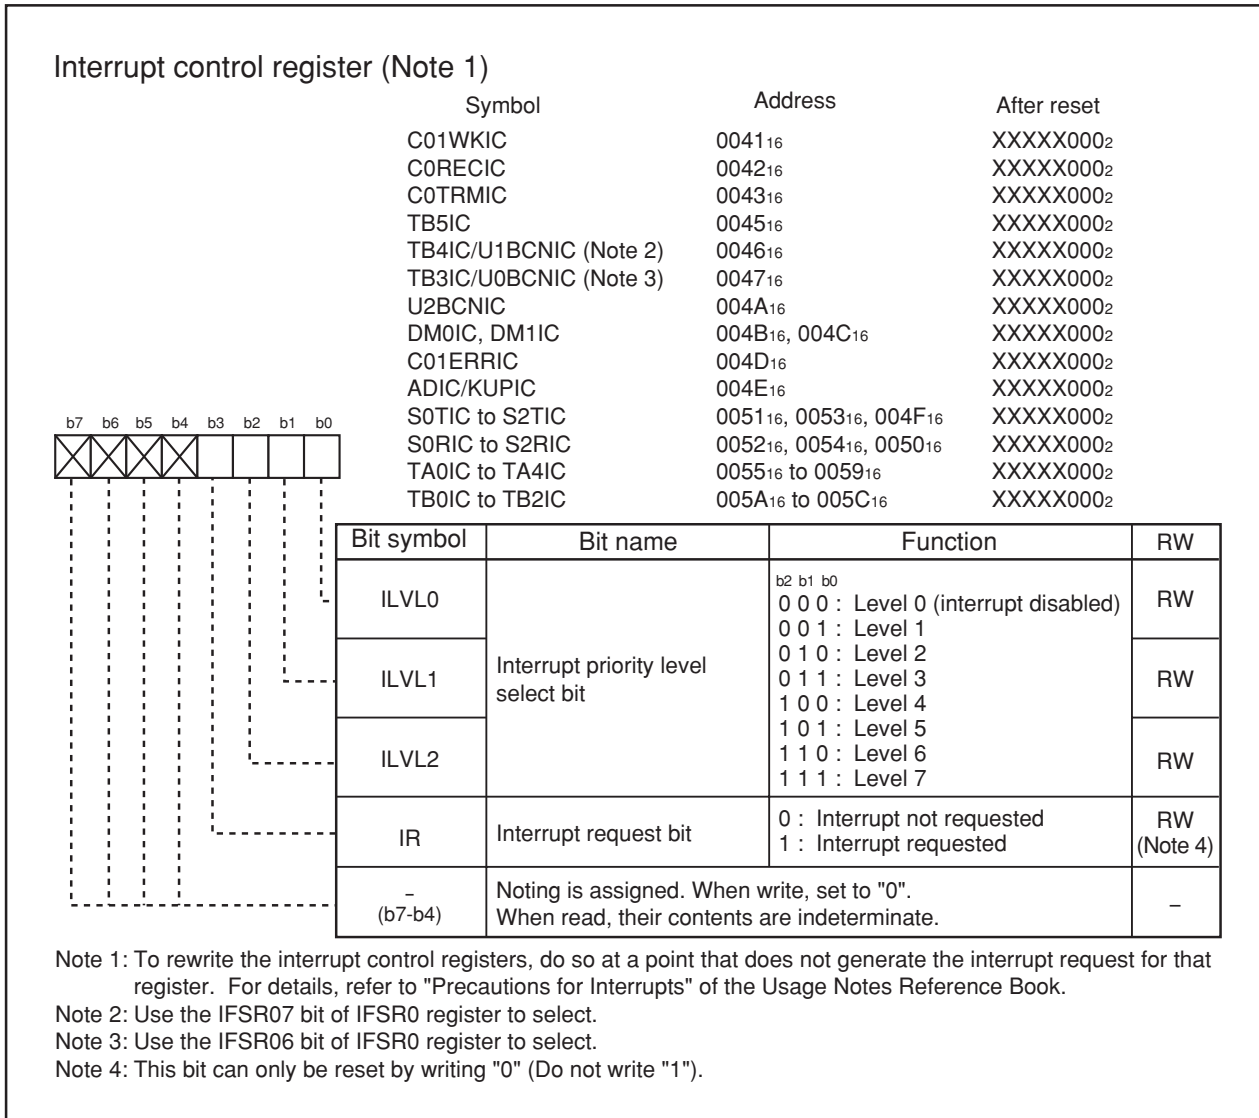 Interrupt control register (Note 1)
Symbol Address After reset
C01WKIC 004116 XXXXX0002
C0RECIC 004216 XXXXX0002
C0TRMIC 004316 XXXXX0002
TB5IC 004516 XXXXX0002
TB4IC/U1BCNIC (Note 2) 004616 XXXXX0002
TB3IC/U0BCNIC (Note 3) 004716 XXXXX0002
U2BCNIC 004A16 XXXXX0002
DM0IC, DM1IC 004B16, 004C16 XXXXX0002
C01ERRIC 004D16 XXXXX0002
ADIC/KUPIC 004E16 XXXXX0002
S0TIC to S2TIC 005116, 005316, 004F16 XXXXX0002
S0RIC to S2RIC 005216, 005416, 005016 XXXXX0002
TA0IC to TA4IC 005516 to 005916 XXXXX0002
TB0IC to TB2IC 005A16 to 005C16 XXXXX0002
b7 b6 b5 b4 b3 b2 b1 b0
Bit symbol Bit name Function RW
ILVL0
ILVL1
ILVL2
Interrupt priority level
select bit
b2 b1 b0
0 0 0 : Level 0 (interrupt disabled)
0 0 1 : Level 1
0 1 0 : Level 2
0 1 1 : Level 3
1 0 0 : Level 4
1 0 1 : Level 5
1 1 0 : Level 6
1 1 1 : Level 7
RW
RW
RW
IR Interrupt request bit
0 : Interrupt not requested
1 : Interrupt requested
RW
(Note 4)
–
(b7-b4)
Noting is assigned. When write, set to "0".
When read, their contents are indeterminate.
–
Note 1: To rewrite the interrupt control registers, do so at a point that does not generate the interrupt request for that
register. For details, refer to "Precautions for Interrupts" of the Usage Notes Reference Book.
Note 2: Use the IFSR07 bit of IFSR0 register to select.
Note 3: Use the IFSR06 bit of IFSR0 register to select.
Note 4: This bit can only be reset by writing "0" (Do not write "1").